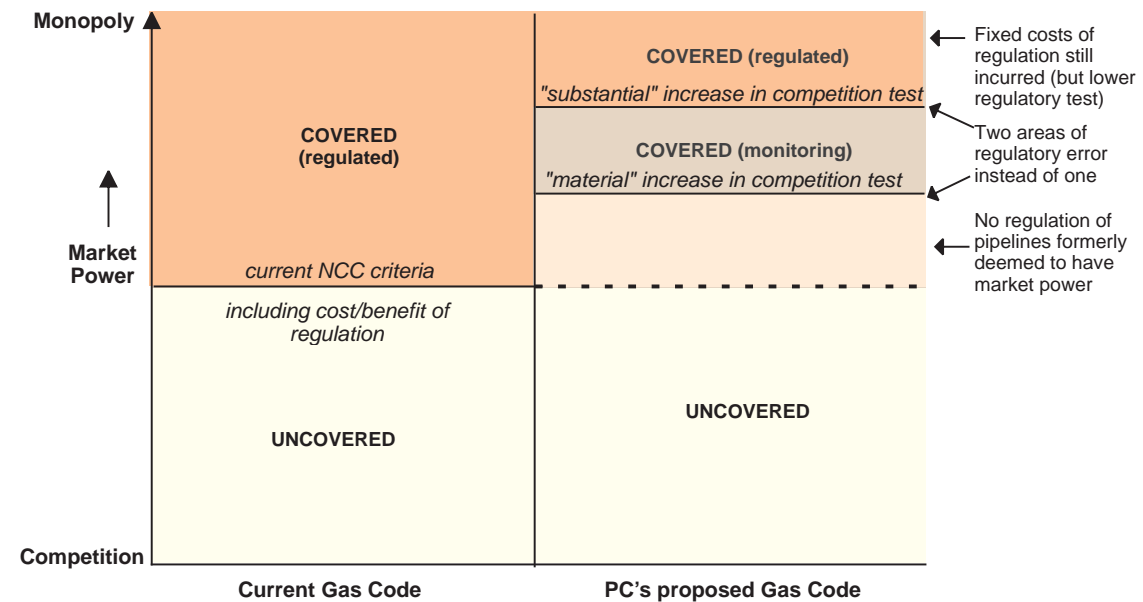 Monopoly
COVERED
(regulated)
current NCC criteria
including cost/benefit of
regulation
UNCOVERED
Market
Power
Competition
Current Gas Code
COVERED (regulated)
"substantial" increase in competition test
COVERED (monitoring)
"material" increase in competition test
UNCOVERED
PC’s proposed Gas Code
Fixed costs of
regulation still
incurred (but lower
regulatory test)
Two areas of
regulatory error
instead of one
No regulation of
pipelines formerly
deemed to have
market power